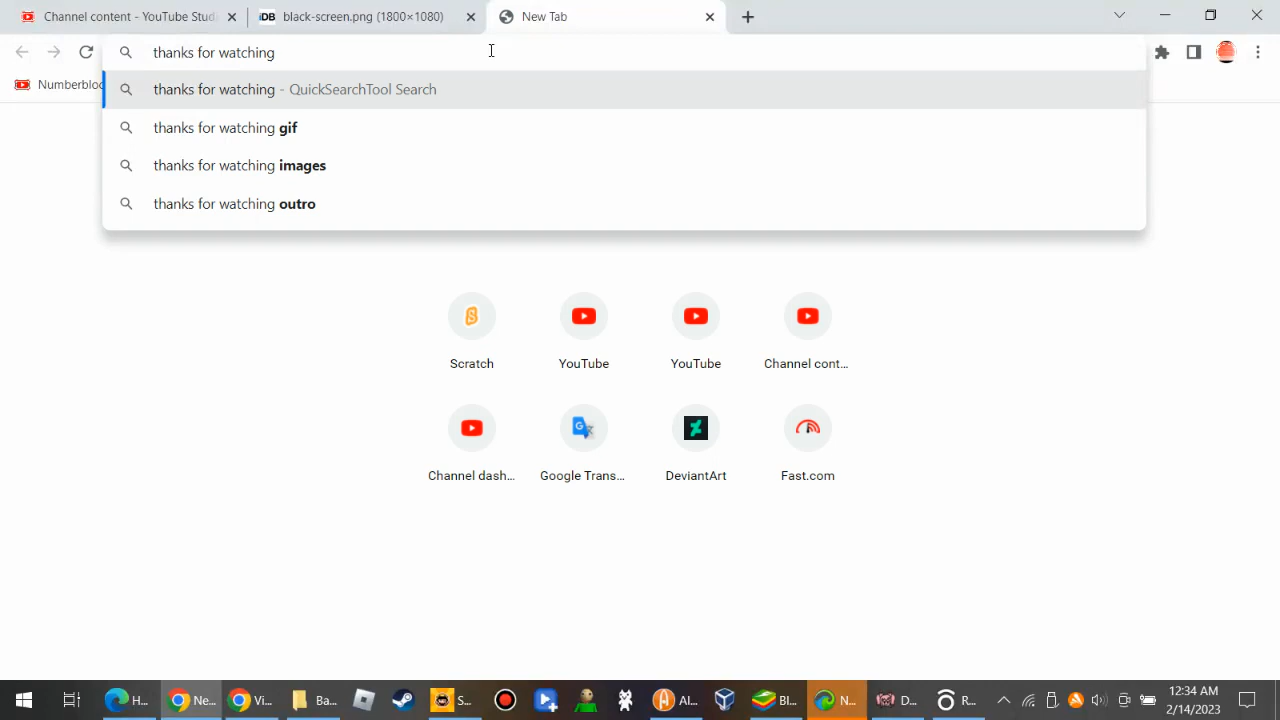 Channel content - YouTube Stud
iDB black-screen.png (1800×1080)
New Tab
thanks for watching
Numberbloc
thanks for watching - QuickSearchTool Search
thanks for watching gif
thanks for watching images
thanks for watching outro
Scratch
YouTube
YouTube
Channel cont...
Channel dash...
Google Trans...
DeviantArt
Fast.com
H...
Ne...
Vi...
Ba...
S...
Al...
Bl...
N...
D...
R...
12:34 AM
2/14/2023